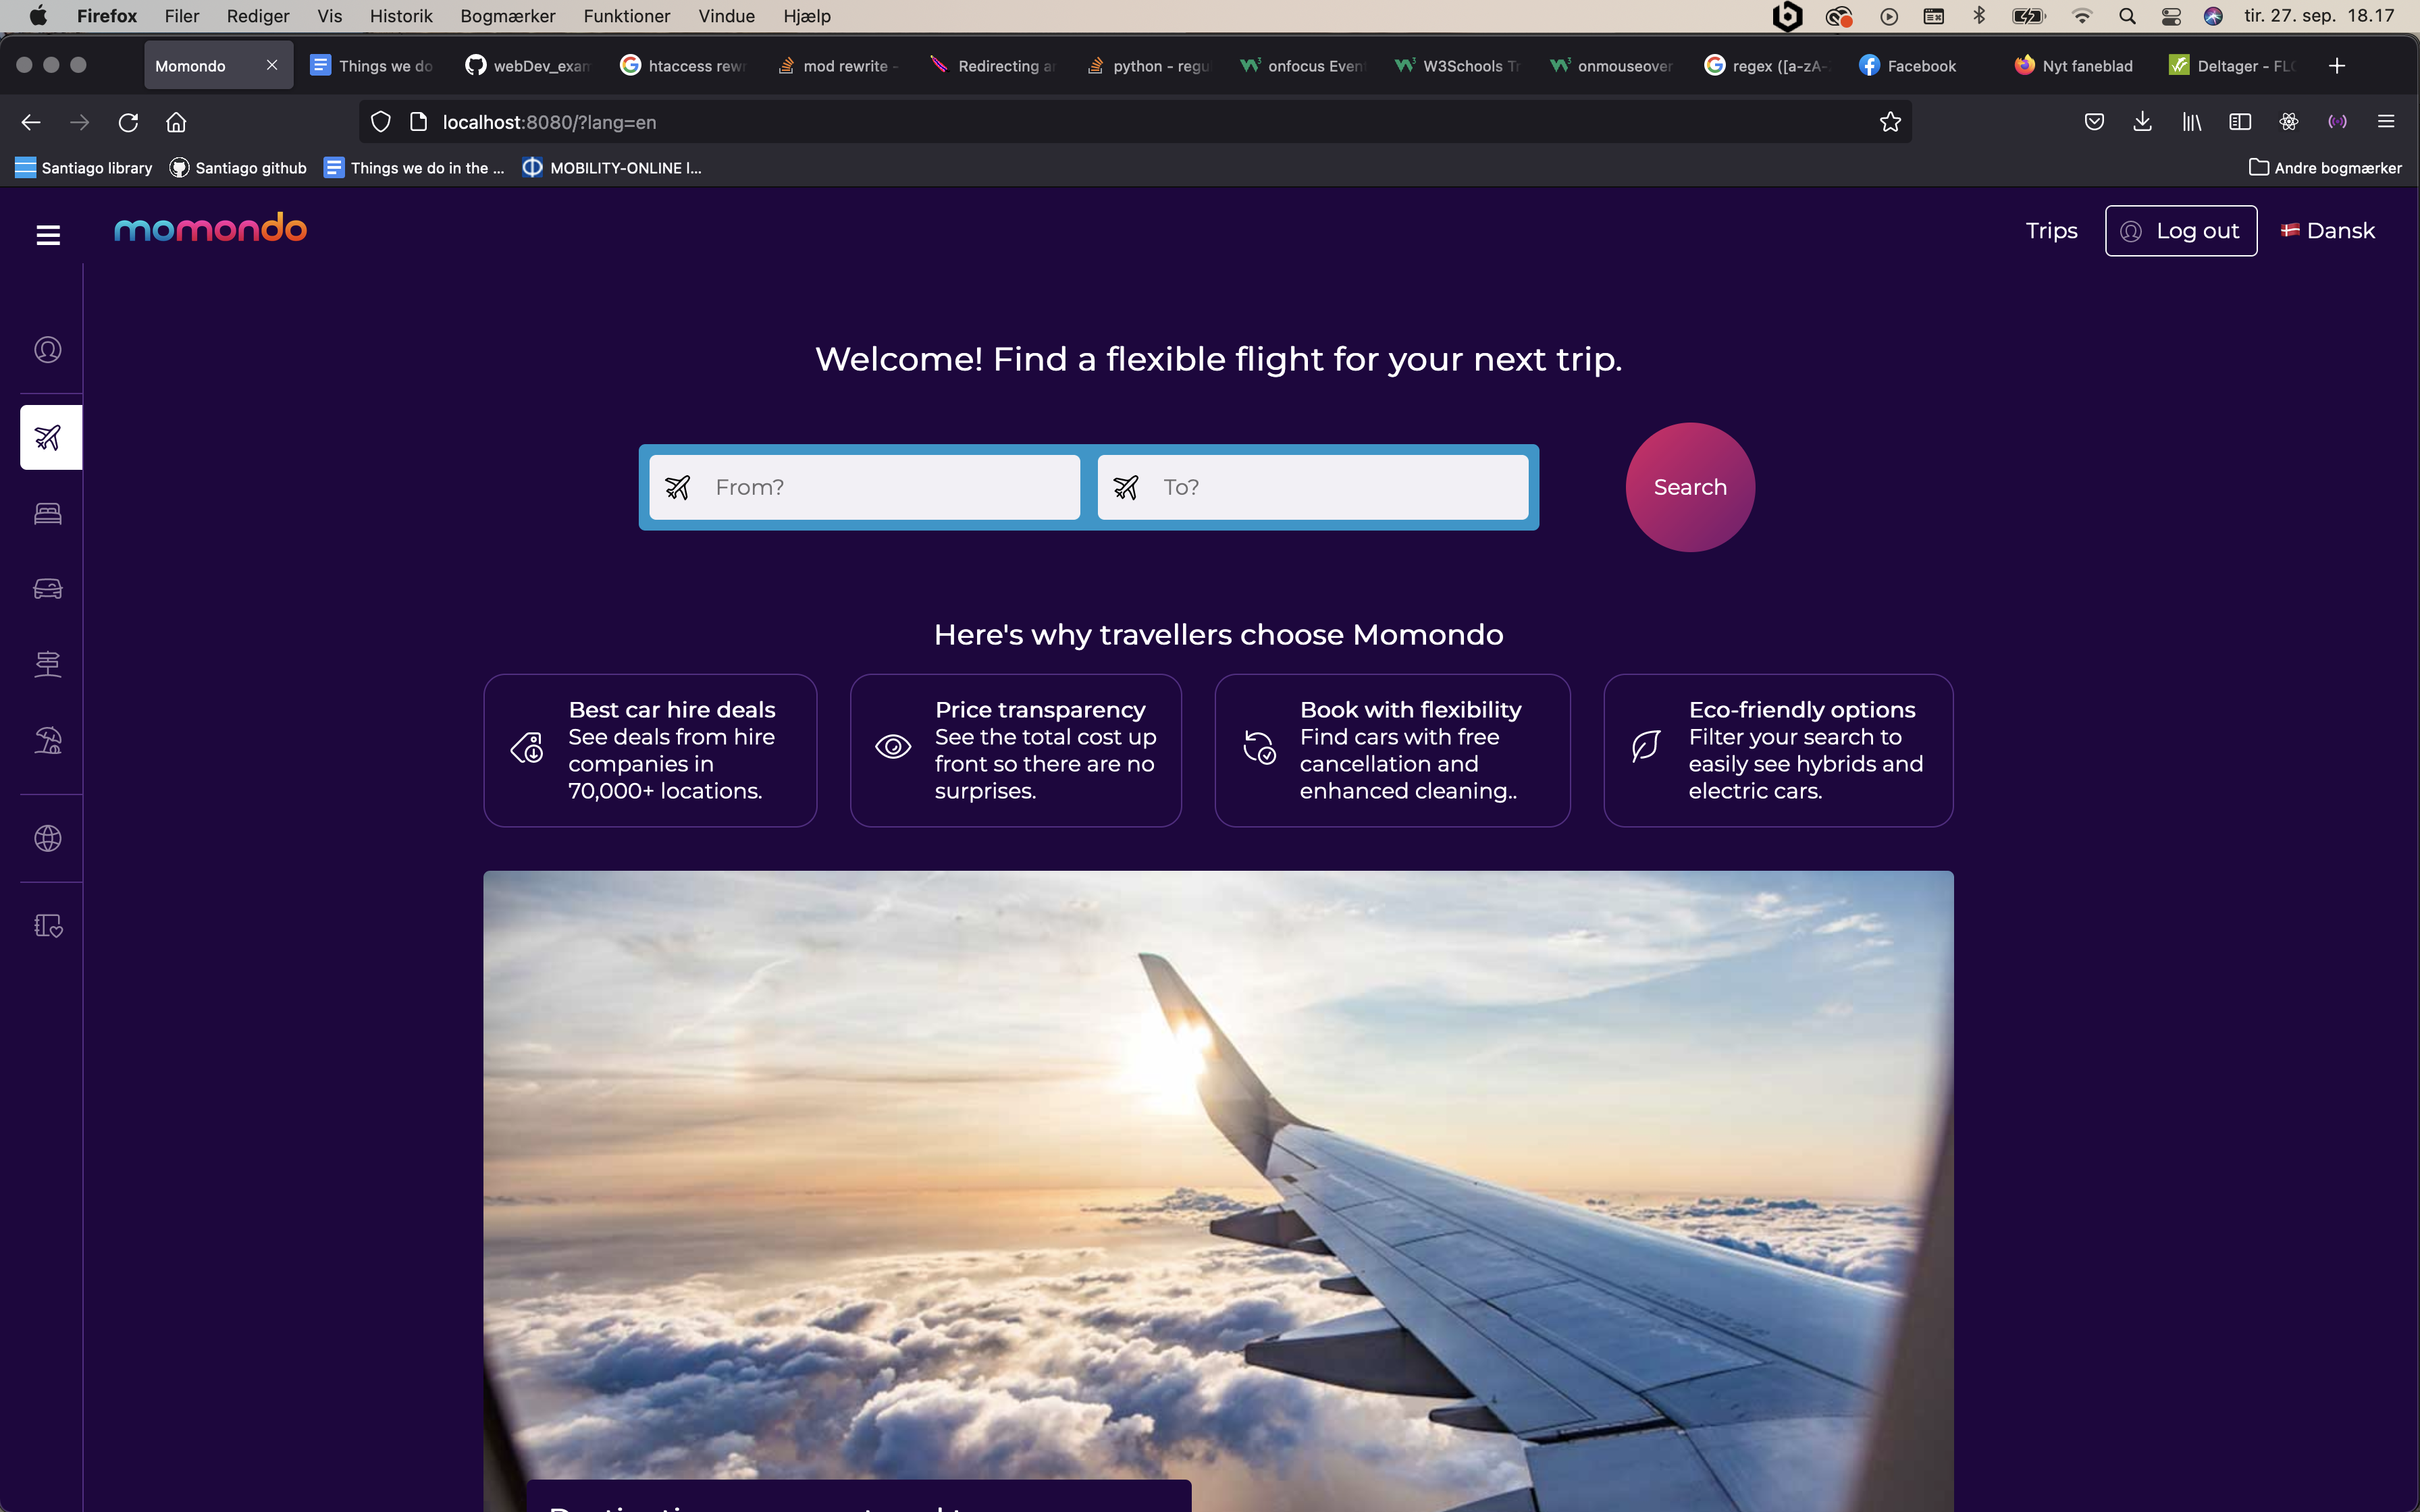 Firefox Filer Rediger Vis Historik Bogmærker Funktioner Vindue Hjælp tir. 27. sep. 18.17
Momondo Things we do webDev_exam htaccess rewr mod rewrite - Redirecting a python - regu onfocus Event W3Schools Tr onmouseover regex ([a-zA- Facebook Nyt faneblad Deltager - FLO
localhost:8080/?lang=en
Santiago library Santiago github Things we do in the ... MOBILITY-ONLINE l... Andre bogmærker
momondo Trips Log out Dansk
Welcome! Find a flexible flight for your next trip.
From? To? Search
Here's why travellers choose Momondo
Best car hire deals
See deals from hire
companies in
70,000+ locations.
Price transparency
See the total cost up
front so there are no
surprises.
Book with flexibility
Find cars with free
cancellation and
enhanced cleaning..
Eco-friendly options
Filter your search to
easily see hybrids and
electric cars.